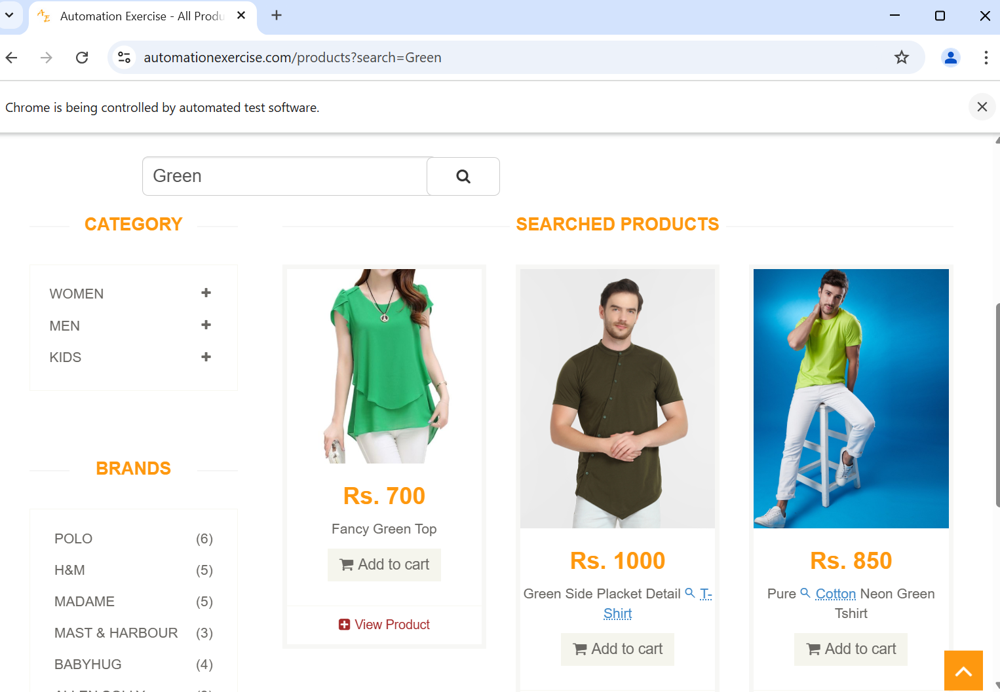 Automation Exercise - All Produ
automationexercise.com/products?search=Green
Chrome is being controlled by automated test software.
Green
CATEGORY
WOMEN
MEN
KIDS
BRANDS
POLO (6)
H&M (5)
MADAME (5)
MAST & HARBOUR (3)
BABYHUG (4)
SEARCHED PRODUCTS
Rs. 700
Fancy Green Top
Add to cart
View Product
Rs. 1000
Green Side Placket Detail T-
Shirt
Add to cart
Rs. 850
Pure Cotton Neon Green
Tshirt
Add to cart